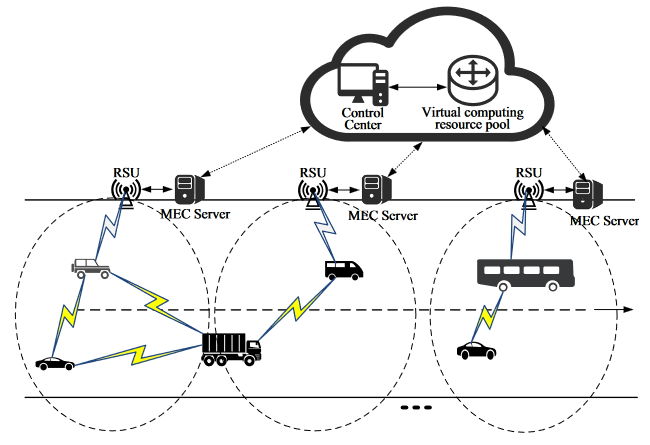 Control
Center
Virtual computing
resource pool
RSU
MEC Server
RSU
MEC Server
RSU
MEC Server